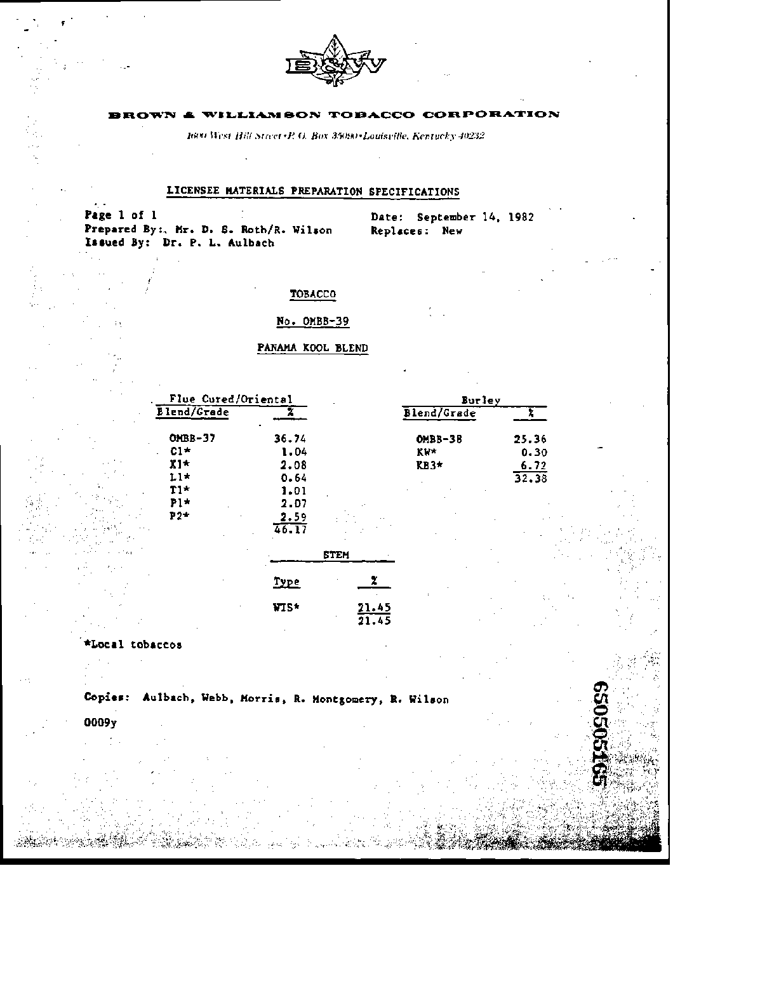 B&W
BROWN & WILLIAMSON TOBACCO CORPORATION
1600 West Hill Street•P. O. Box 35090•Louisville, Kentucky 40232
LICENSEE MATERIALS PREPARATION SPECIFICATIONS
Page 1 of 1 Date: September 14, 1982
Prepared By: Mr. D. S. Roth/R. Wilson Replaces: New
Issued By: Dr. P. L. Aulbach
TOBACCO
No. OMBB-39
PANAMA KOOL BLEND
Flue Cured/Oriental Burley
Blend/Grade % Blend/Grade %
OMBB-37 36.74 OMBB-38 25.36
C1* 1.04 KW* 0.30
X1* 2.08 KB3* 6.72
L1* 0.64 32.38
T1* 1.01
P1* 2.07
P2* 2.59
46.17
STEM
Type %
WTS* 21.45
21.45
*Local tobaccos
Copies: Aulbach, Webb, Morris, R. Montgomery, R. Wilson
0009y
650505165